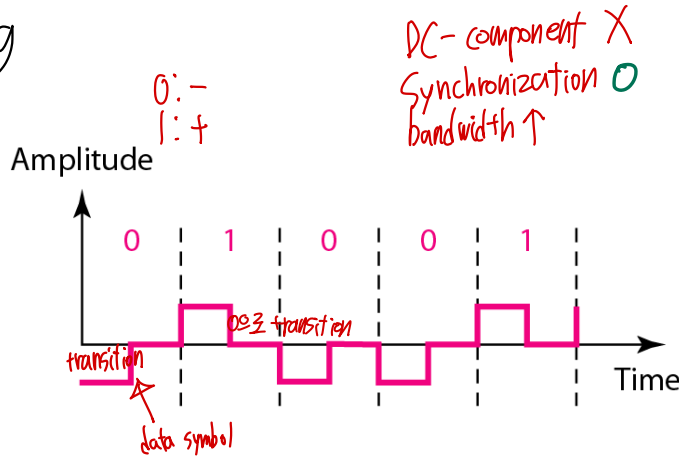 g
DC-component X
Synchronization O
bandwidth ↑
0: -
1: +
Amplitude
0 1 0 0 1
0으로 transition
transition
Time
data symbol